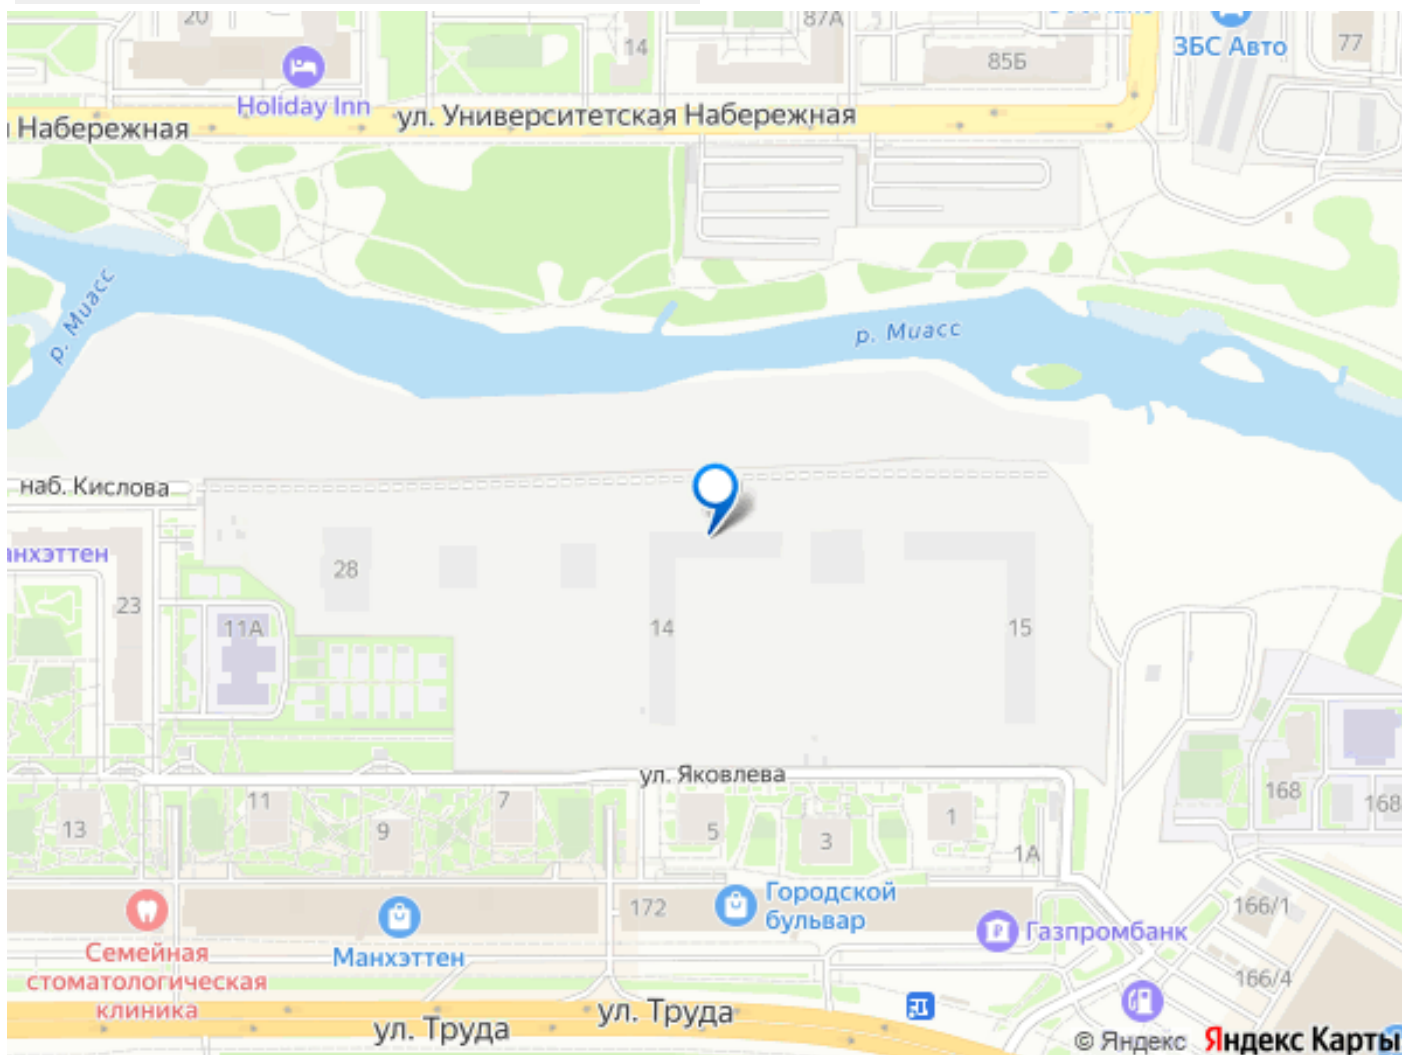 20
87А
14
85Б
ЗБС Авто
77
Holiday Inn
ул. Университетская Набережная
Набережная
р. Миасс
р. Миасс
наб. Кислова
нхэттен
28
23
11А
14
15
ул. Яковлева
13
11
9
7
5
3
1
1А
168
168
172
Городской
бульвар
Газпромбанк
166/1
166/4
Семейная
стоматологическая
клиника
Манхэттен
ул. Труда
ул. Труда
© Яндекс Яндекс Карты